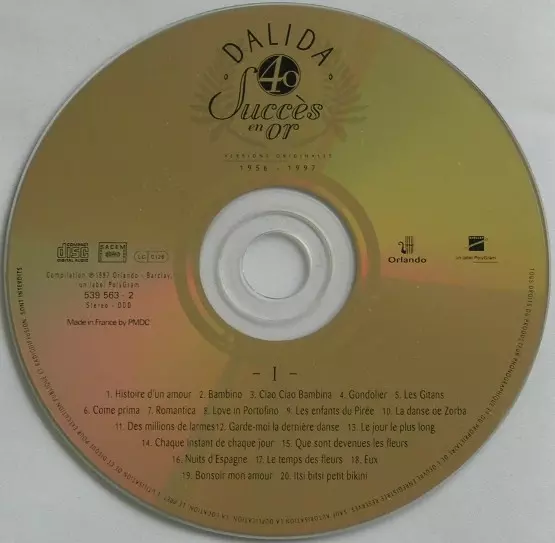 DALIDA
40
Succès
en
or
VERSIONS ORIGINALES
1956 - 1997
COMPACT
disc
DIGITAL AUDIO
SACEM
Orlando
un label PolyGram
Compilation ℗ 1997 Orlando - Barclay,
un label PolyGram
539 563 - 2
Stereo - DDD
Made in France by PMDC
- I -
1. Histoire d'un amour 2. Bambino 3. Ciao Ciao Bambina 4. Gondolier 5. Les Gitans
6. Come prima 7. Romantica 8. Love in Portofino 9. Les enfants du Pirée 10. La danse de Zorba
11. Des millions de larmes12. Garde-moi la dernière danse 13. Le jour le plus long
14. Chaque instant de chaque jour 15. Que sont devenues les fleurs
16. Nuits d'Espagne 17. Le temps des fleurs 18. Eux
19. Bonsoir mon amour 20. Itsi bitsi petit bikini